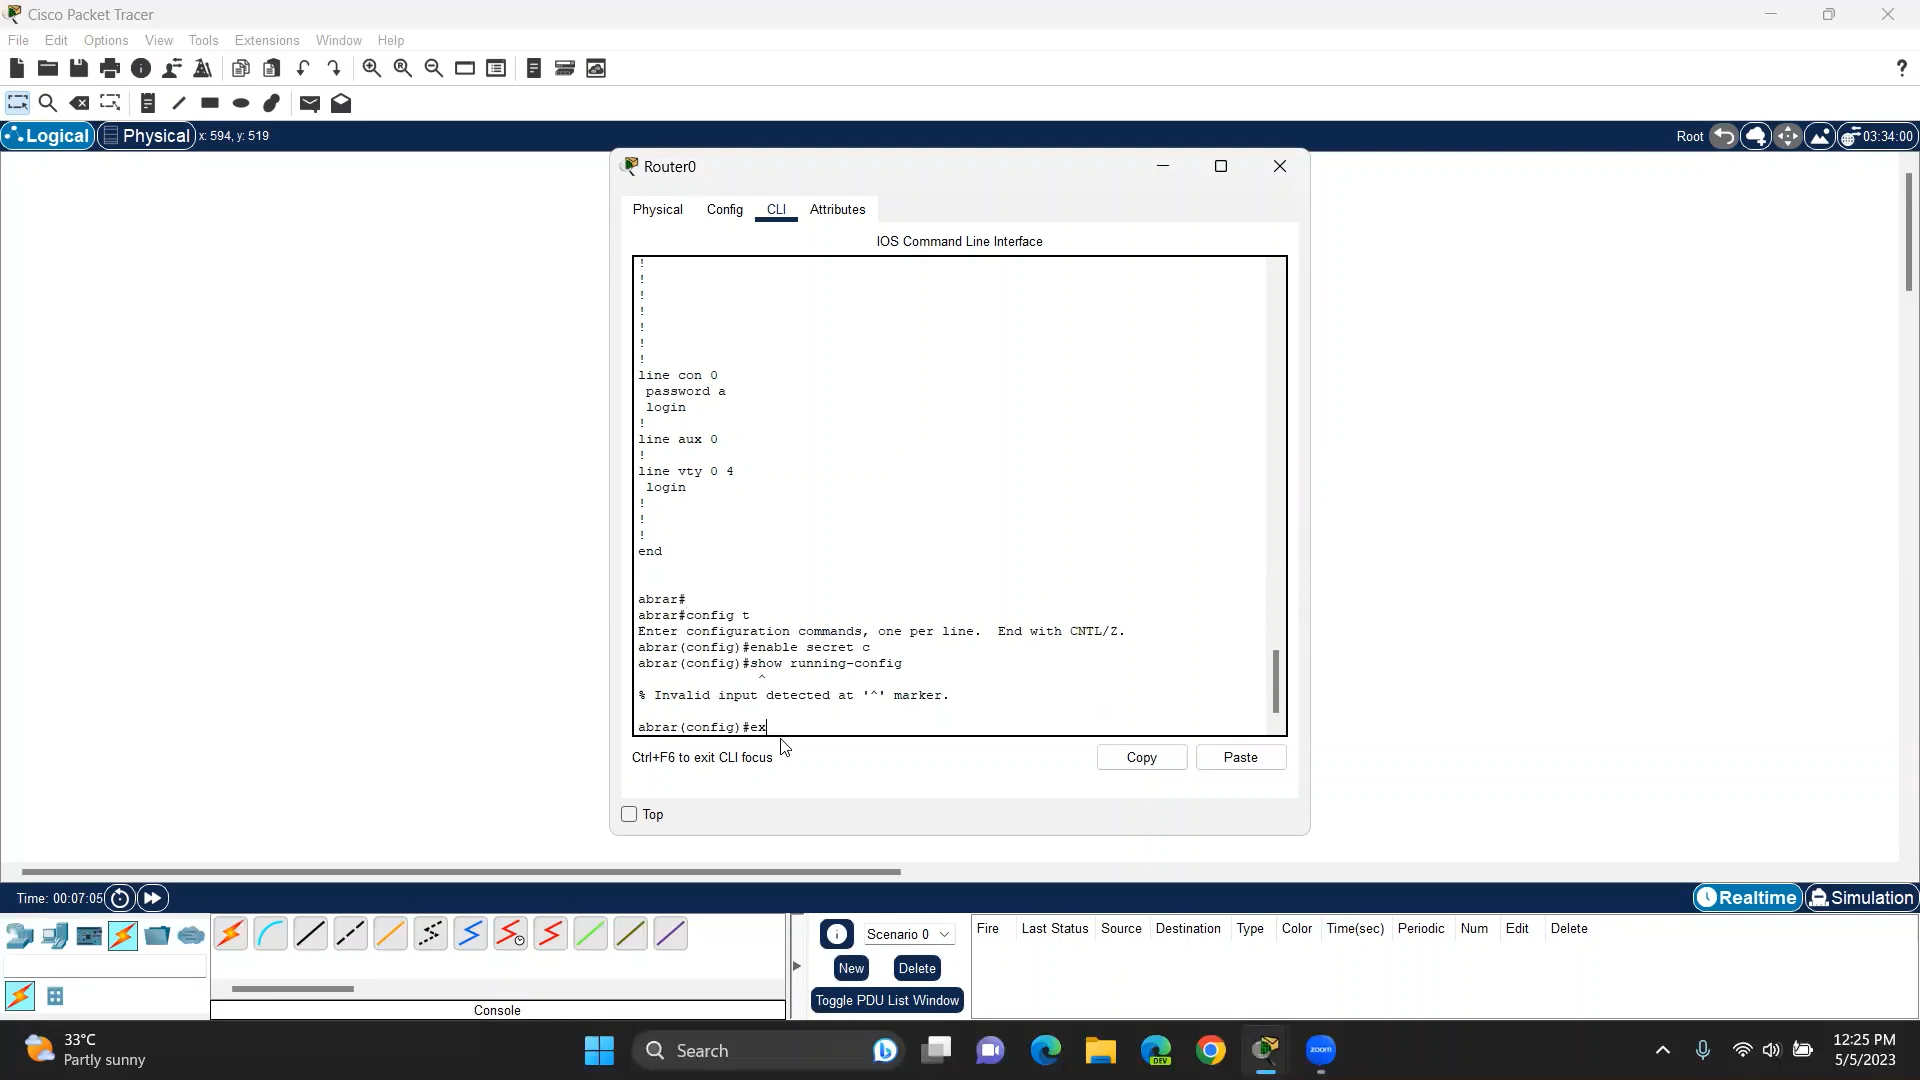 Cisco Packet Tracer
File Edit Options View Tools Extensions Window Help
?
Logical Physical x: 594, y: 519 Root 03:34:00
Router0
Physical Config CLI Attributes
IOS Command Line Interface
!
!
!
!
!
!
!
line con 0
password a
login
!
line aux 0
!
line vty 0 4
login
!
!
!
end
abrar#
abrar#config t
Enter configuration commands, one per line. End with CNTL/Z.
abrar(config)#enable secret c
abrar(config)#show running-config
^
% Invalid input detected at '^' marker.
abrar(config)#ex
Ctrl+F6 to exit CLI focus Copy Paste
Top
Time: 00:07:05 Realtime Simulation
Scenario 0 Fire Last Status Source Destination Type Color Time(sec) Periodic Num Edit Delete
New Delete
Toggle PDU List Window
Console
33°C
Partly sunny
Search
DEV
zoom
12:25 PM
5/5/2023